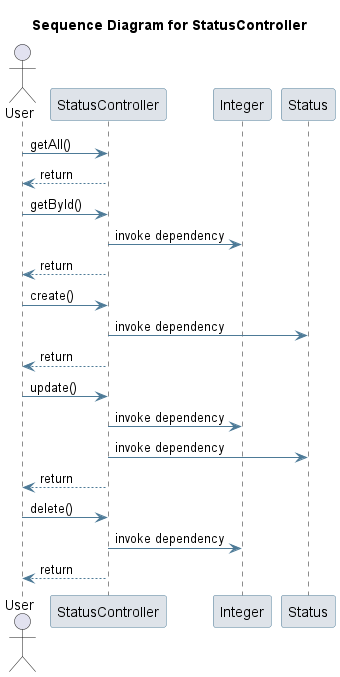 Sequence Diagram for StatusController
User
StatusController
Integer
Status
getAll()
return
getById()
invoke dependency
return
create()
invoke dependency
return
update()
invoke dependency
invoke dependency
return
delete()
invoke dependency
return
User
StatusController
Integer
Status